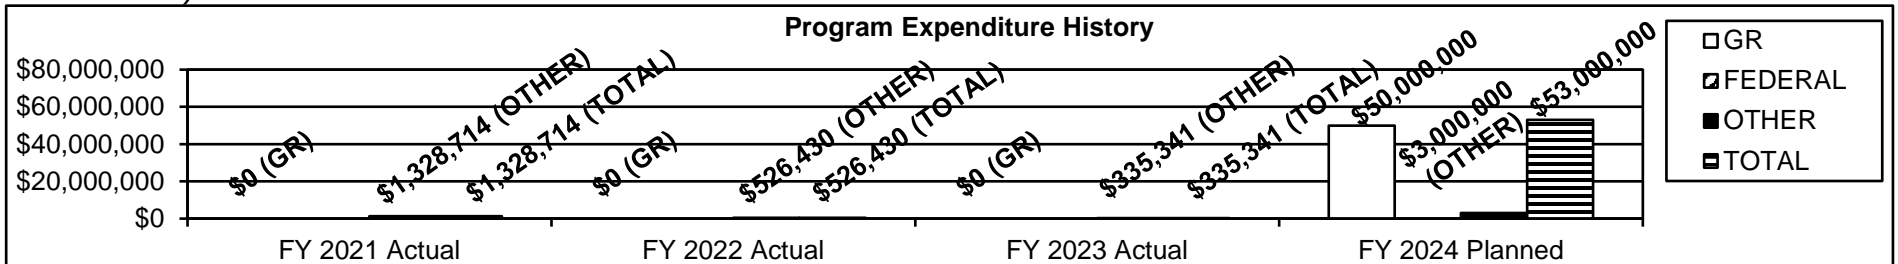 )
Program Expenditure History
$80,000,000
$60,000,000
$40,000,000
$20,000,000
$0
$0 (GR)
$1,328,714 (OTHER)
$1,328,714 (TOTAL)
$0 (GR)
$526,430 (OTHER)
$526,430 (TOTAL)
$0 (GR)
$335,341 (OTHER)
$335,341 (TOTAL)
$50,000,000
$3,000,000
(OTHER)
$53,000,000
FY 2021 Actual
FY 2022 Actual
FY 2023 Actual
FY 2024 Planned
GR
FEDERAL
OTHER
TOTAL